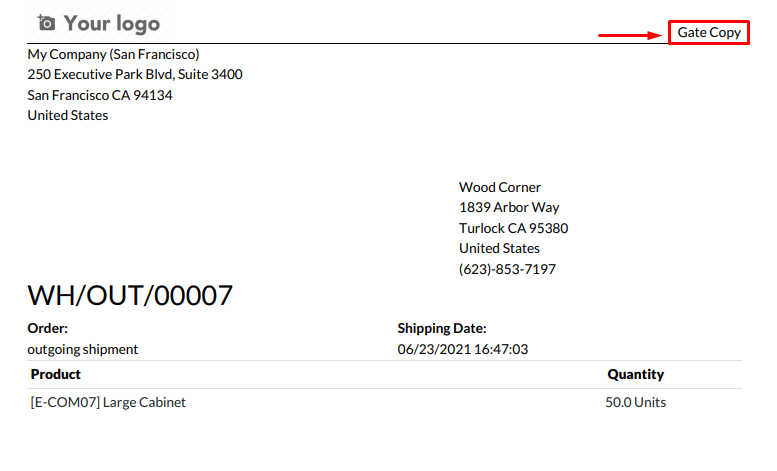 Your logo
Gate Copy
My Company (San Francisco)
250 Executive Park Blvd, Suite 3400
San Francisco CA 94134
United States
Wood Corner
1839 Arbor Way
Turlock CA 95380
United States
(623)-853-7197
WH/OUT/00007
Order: Shipping Date:
outgoing shipment 06/23/2021 16:47:03
Product Quantity
[E-COM07] Large Cabinet 50.0 Units